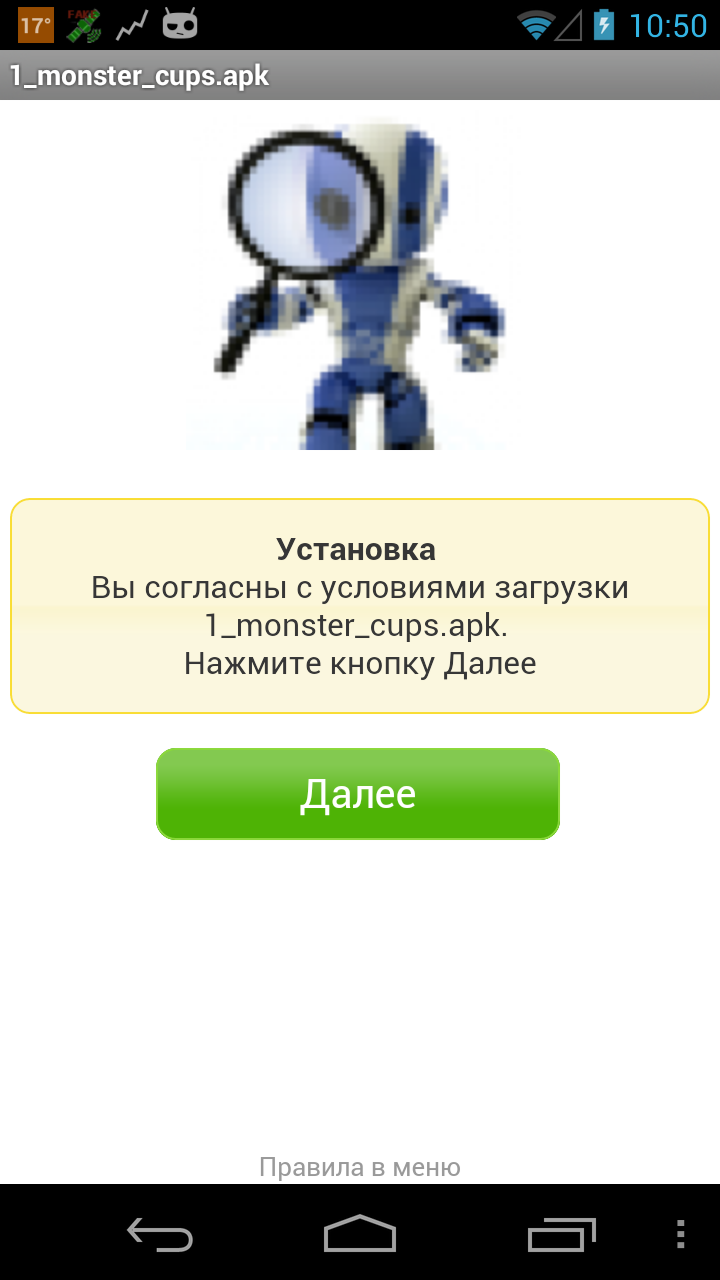 17°
FAKE
10:50
1_monster_cups.apk
Установка
Вы согласны с условиями загрузки
1_monster_cups.apk.
Нажмите кнопку Далее
Далее
Правила в меню